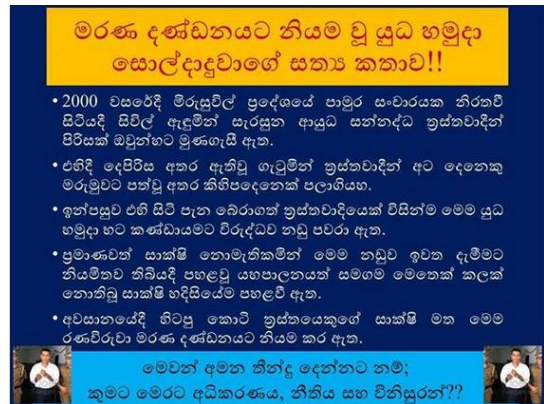 මරණ දණ්ඩනයට නියම වූ යුධ හමුදා
සොල්දාදුවාගේ සත්‍ය කතාව!!
• 2000 වසරේදී මිරුසුවිල් ප්‍රදේශයේ පාමුර සංචාරයක නිරතවී
සිටියදී සිවිල් ඇඳුමින් සැරසුන ආයුධ සන්නද්ධ ත්‍රස්තවාදීන්
පිරිසක් ඔවුන්හට මුණගැසී ඇත.
• එහිදී දෙපිරිස අතර ඇතිවූ ගැටුමින් ත්‍රස්තවාදීන් අට දෙනෙකු
මරුමුවට පත්වූ අතර කිහිපදෙනෙක් පලාගියහ.
• ඉන්පසුව එහි සිටි පැන බේරාගත් ත්‍රස්තවාදියෙක් විසින්ම මෙම යුධ
හමුදා භට කණ්ඩායමට විරුද්ධව නඩු පවරා ඇත.
• ප්‍රමාණවත් සාක්ෂි නොමැතිකමින් මෙම නඩුව ඉවත දැමීමට
නියමිතව තිබියදී පහළවූ යහපාලනයත් සමගම මෙතෙක් කලක්
නොතිබූ සාක්ෂි හදිසියේම පහළවී ඇත.
• අවසානයේදී හිටපු කොටි ත්‍රස්තයෙකුගේ සාක්ෂි මත මෙම
රණවිරුවා මරණ දණ්ඩනයට නියම කර ඇත.
මෙවන් අමන තීන්දු දෙන්නට නම්;
කුමට මෙරට අධිකරණය, නීතිය සහ විනිසුරන්??